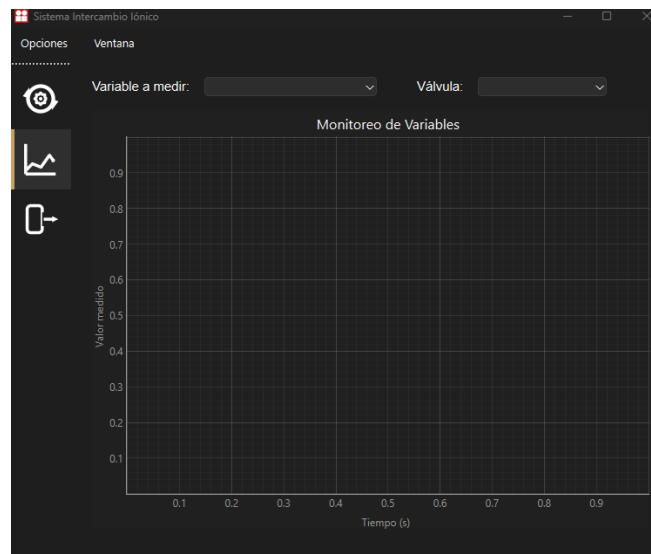 Sistema Intercambio Iónico
Opciones Ventana
Variable a medir: Válvula:
Monitoreo de Variables
0.9
0.8
0.7
0.6
0.5
0.4
0.3
0.2
0.1
Valor medido
0.1 0.2 0.3 0.4 0.5 0.6 0.7 0.8 0.9
Tiempo (s)